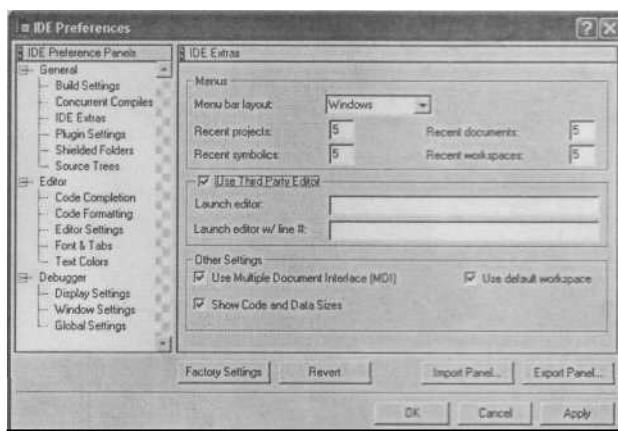 IDE Preferences
IDE Preference Panels
General
Build Settings
Concurrent Compiles
IDE Extras
Plugin Settings
Shielded Folders
Source Trees
Editor
Code Completion
Code Formatting
Editor Settings
Font & Tabs
Text Colors
Debugger
Display Settings
Window Settings
Global Settings
IDE Extras
Menus
Menu bar layout: Windows
Recent projects: 5 Recent documents: 5
Recent symbolics: 5 Recent workspaces: 5
Use Third Party Editor
Launch editor:
Launch editor w/ line #:
Other Settings
Use Multiple Document Interface (MDI) Use default workspace
Show Code and Data Sizes
Factory Settings Revert Import Panel... Export Panel...
OK Cancel Apply